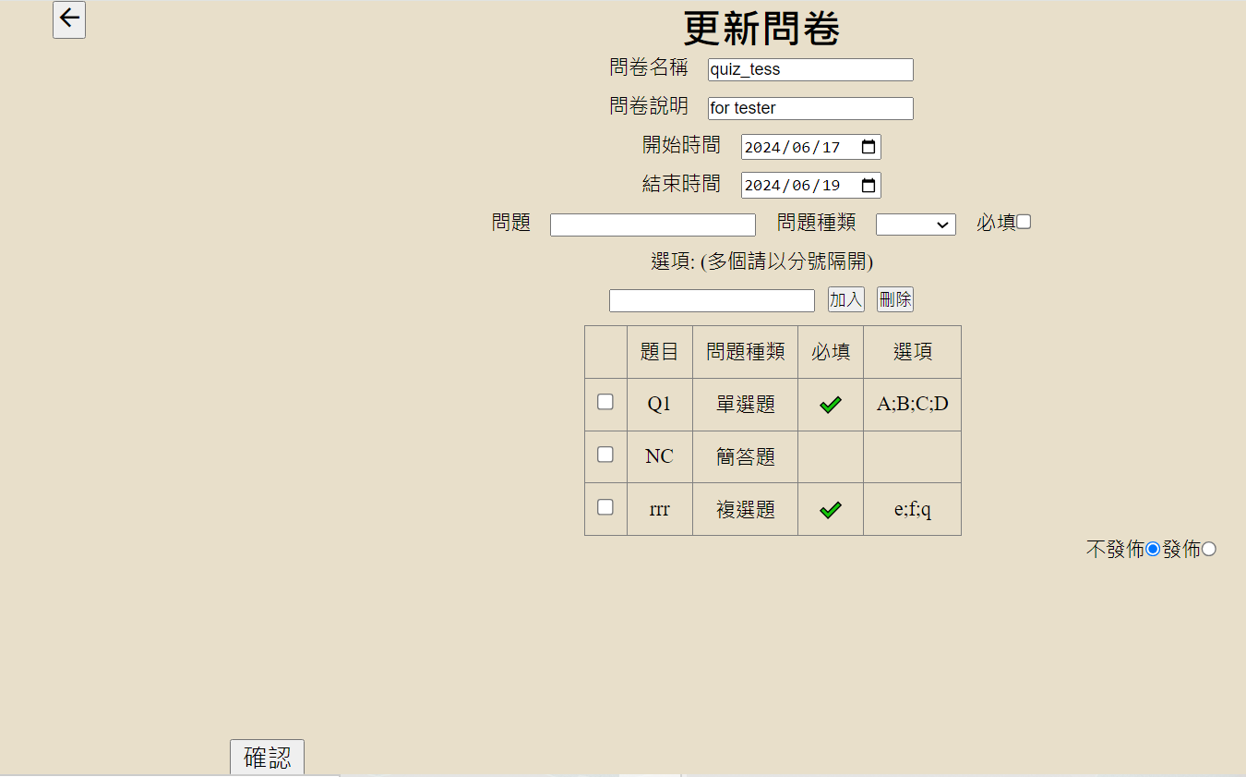 更新問卷
問卷名稱 quiz_tess
問卷說明 for tester
開始時間 2024/06/17
結束時間 2024/06/19
問題 問題種類 必填
選項: (多個請以分號隔開)
加入 刪除
題目 問題種類 必填 選項
Q1 單選題 A;B;C;D
NC 簡答題
rrr 複選題 e;f;q
不發佈 發佈
確認